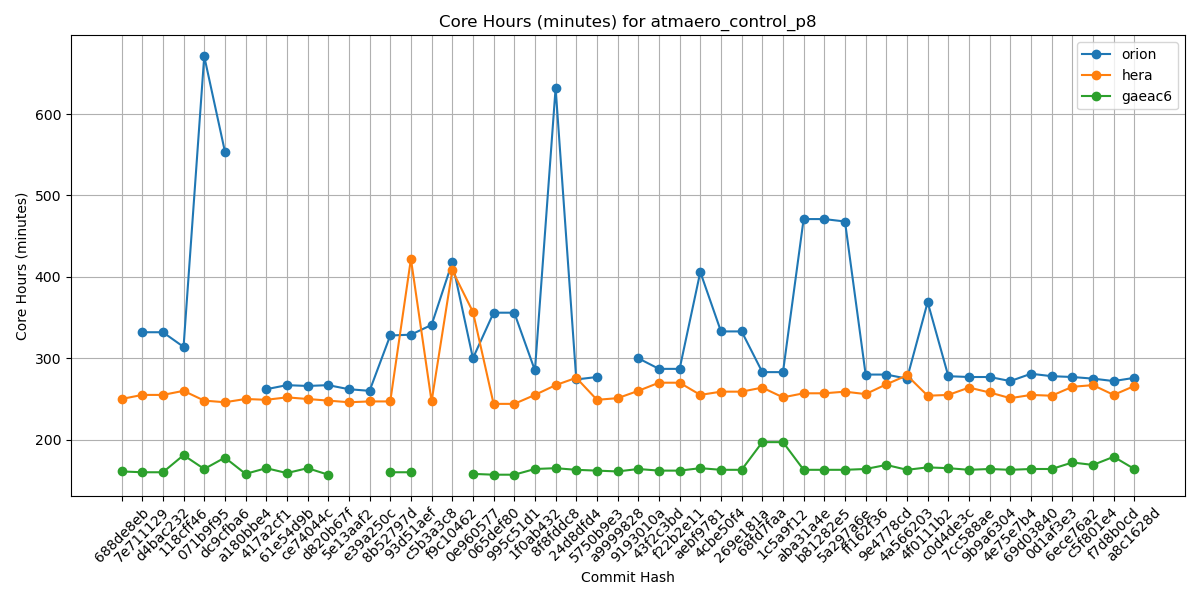 Core Hours (minutes) for atmaero_control_p8
orion
hera
gaeac6
Core Hours (minutes)
600
500
400
300
200
688de8eb
7e711129
d4bac232
118cff46
071b9f95
dc9cfba6
a180bbe4
417a2cf1
61e54d9b
ce74044c
d820b67f
5e13aaf2
e39a250c
8b52797d
93d51aef
c5b3a3c8
f9c10462
0e960577
065def80
995c51d1
1f0ab432
8f8fddc8
24d8dfd4
5750b9e3
a9999828
9193010a
43f253bd
f22b2e11
aebf9781
4cbe50f4
269e181a
68fd7faa
1c5a9f12
aba31a4e
b81282e5
5a297a6e
ff162f36
9e4778cd
4a566203
4f011b2
c0d4de3c
7cc588ae
9b9a6304
4e75e7b4
69d03840
0d1af3e3
6ece76a2
c5f801e4
f7d8b0cd
a8c1628d
Commit Hash